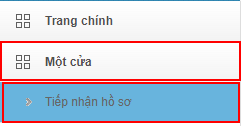 Trang chính
Một cửa
Tiếp nhận hồ sơ